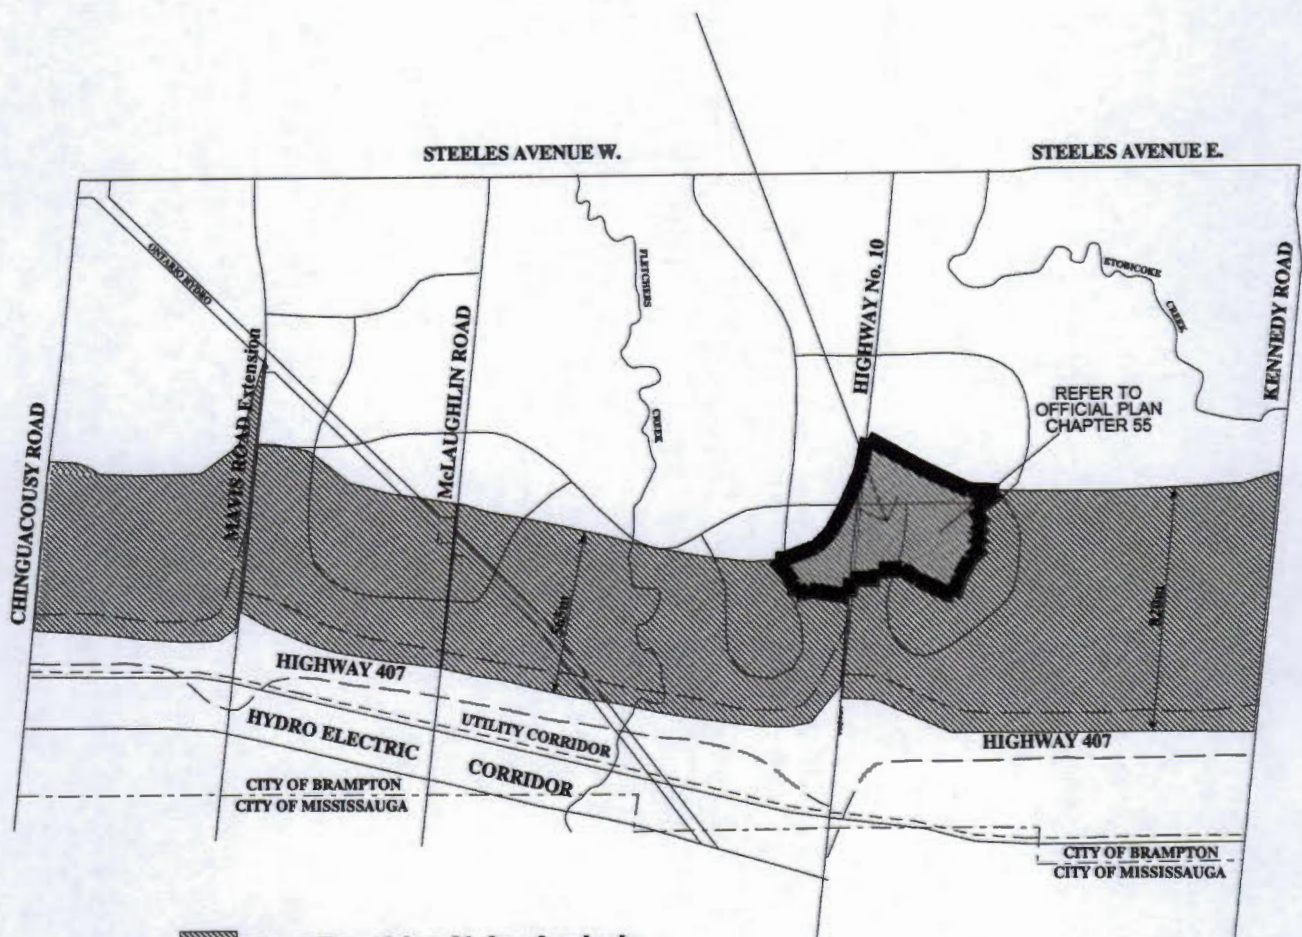 STEELES AVENUE W.
STEELES AVENUE E.
ONTARIO HYDRO
FLETCHERS
CREEK
ETOBICOKE
CREEK
HIGHWAY No. 10
KENNEDY ROAD
MAVIS ROAD Extension
McLAUGHLIN ROAD
CHINGUACOUSY ROAD
REFER TO
OFFICIAL PLAN
CHAPTER 55
820m
HIGHWAY 407
HIGHWAY 407
UTILITY CORRIDOR
HYDRO ELECTRIC CORRIDOR
CITY OF BRAMPTON
CITY OF MISSISSAUGA
CITY OF BRAMPTON
CITY OF MISSISSAUGA